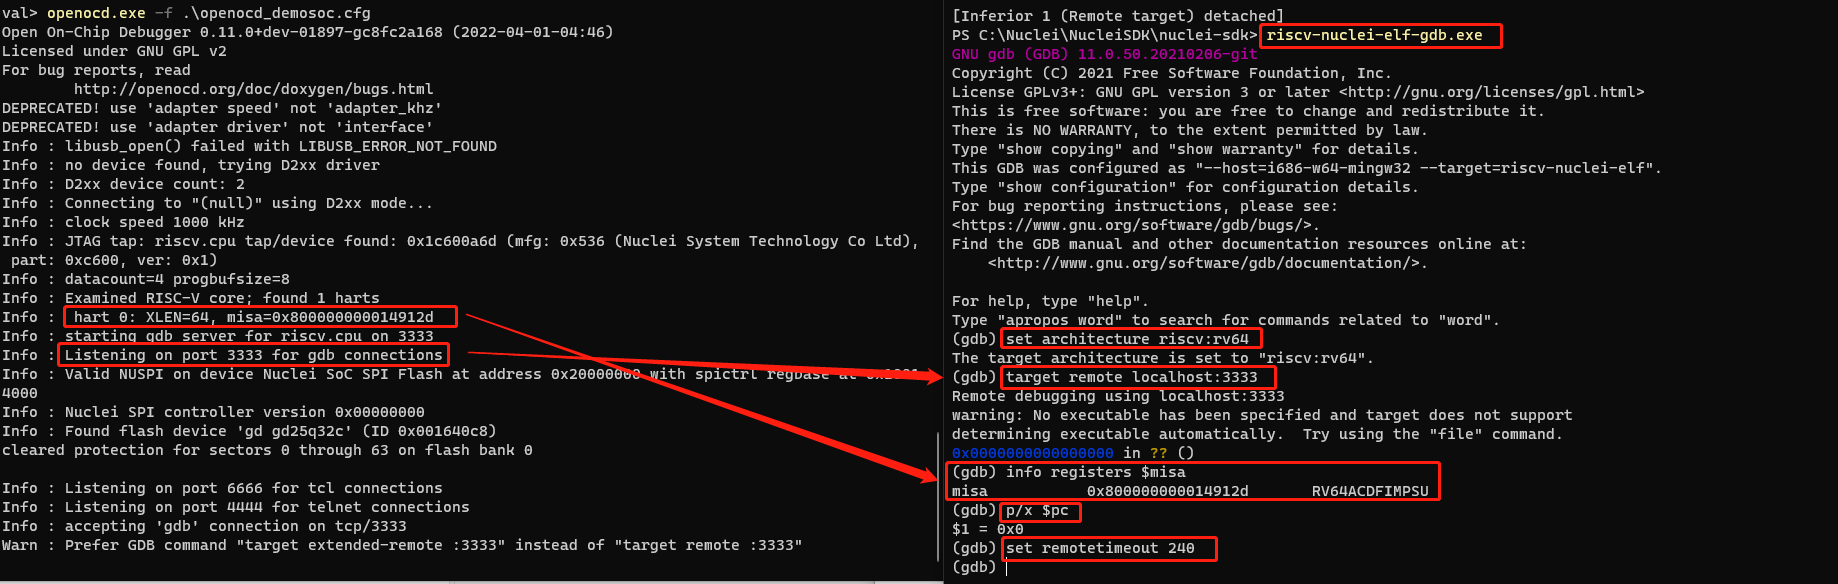 val> openocd.exe -f .\openocd_demosoc.cfg
Open On-Chip Debugger 0.11.0+dev-01897-gc8fc2a168 (2022-04-01-04:46)
Licensed under GNU GPL v2
For bug reports, read
        http://openocd.org/doc/doxygen/bugs.html
DEPRECATED! use 'adapter speed' not 'adapter_khz'
DEPRECATED! use 'adapter driver' not 'interface'
Info : libusb_open() failed with LIBUSB_ERROR_NOT_FOUND
Info : no device found, trying D2xx driver
Info : D2xx device count: 2
Info : Connecting to "(null)" using D2xx mode...
Info : clock speed 1000 kHz
Info : JTAG tap: riscv.cpu tap/device found: 0x1c600a6d (mfg: 0x536 (Nuclei System Technology Co Ltd),
 part: 0xc600, ver: 0x1)
Info : datacount=4 progbufsize=8
Info : Examined RISC-V core; found 1 harts
Info :  hart 0: XLEN=64, misa=0x800000000014912d
Info : starting gdb server for riscv.cpu on 3333
Info : Listening on port 3333 for gdb connections
Info : Valid NUSPI on device Nuclei SoC SPI Flash at address 0x20000000 with spictrl regbase at
4000
Info : Nuclei SPI controller version 0x00000000
Info : Found flash device 'gd gd25q32c' (ID 0x001640c8)
cleared protection for sectors 0 through 63 on flash bank 0
Info : Listening on port 6666 for tcl connections
Info : Listening on port 4444 for telnet connections
Info : accepting 'gdb' connection on tcp/3333
Warn : Prefer GDB command "target extended-remote :3333" instead of "target remote :3333"
[Inferior 1 (Remote target) detached]
PS C:\Nuclei\NucleiSDK\nuclei-sdk> riscv-nuclei-elf-gdb.exe
GNU gdb (GDB) 11.0.50.20210206-git
Copyright (C) 2021 Free Software Foundation, Inc.
License GPLv3+: GNU GPL version 3 or later <http://gnu.org/licenses/gpl.html>
This is free software: you are free to change and redistribute it.
There is NO WARRANTY, to the extent permitted by law.
Type "show copying" and "show warranty" for details.
This GDB was configured as "--host=i686-w64-mingw32 --target=riscv-nuclei-elf".
Type "show configuration" for configuration details.
For bug reporting instructions, please see:
<https://www.gnu.org/software/gdb/bugs/>.
Find the GDB manual and other documentation resources online at:
    <http://www.gnu.org/software/gdb/documentation/>.
For help, type "help".
Type "apropos word" to search for commands related to "word".
(gdb) set architecture riscv:rv64
The target architecture is set to "riscv:rv64".
(gdb) target remote localhost:3333
Remote debugging using localhost:3333
warning: No executable has been specified and target does not support
determining executable automatically.  Try using the "file" command.
0x0000000000000000 in ?? ()
(gdb) info registers $misa
misa           0x800000000014912d       RV64ACDFIMPSU
(gdb) p/x $pc
$1 = 0x0
(gdb) set remotetimeout 240
(gdb)